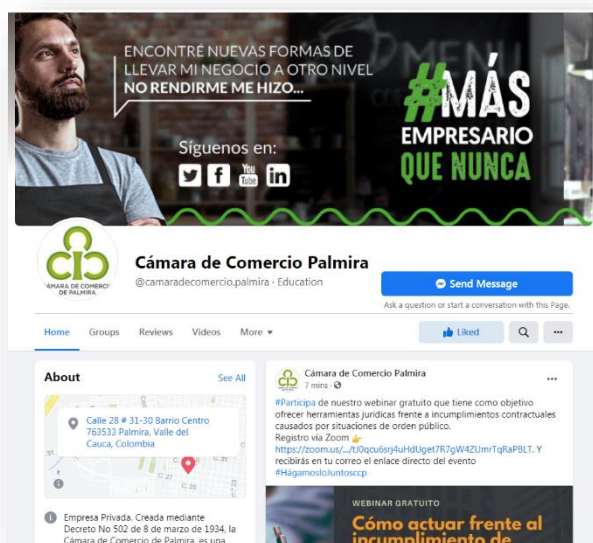 ENCONTRÉ NUEVAS FORMAS DE
LLEVAR MI NEGOCIO A OTRO NIVEL
NO RENDIRME ME HIZO...
#MÁS
EMPRESARIO
QUE NUNCA
Síguenos en:
You
Tube
MENU
CÁMARA DE COMERCIO
DE PALMIRA
Cámara de Comercio Palmira
@camaradecomercio.palmira · Education
Send Message
Ask a question or start a conversation with this Page.
Home Groups Reviews Videos More
Liked
About
See All
Calle 28 # 31-30 Barrio Centro
763533 Palmira, Valle del
Cauca, Colombia
Empresa Privada. Creada mediante
Decreto No 502 de 8 de marzo de 1934, la
Cámara de Comercio de Palmira, es una
Cámara de Comercio Palmira
7 mins ·
#Participa de nuestro webinar gratuito que tiene como objetivo
ofrecer herramientas jurídicas frente a incumplimientos contractuales
causados por situaciones de orden público.
Registro vía Zoom
https://zoom.us/.../tJ0qcu6srj4uHdUget7R7gW4ZUmrTqRaPBLT. Y
recibirás en tu correo el enlace directo del evento
#HágamosloJuntosccp
WEBINAR GRATUITO
Cómo actuar frente al
incumplimiento de